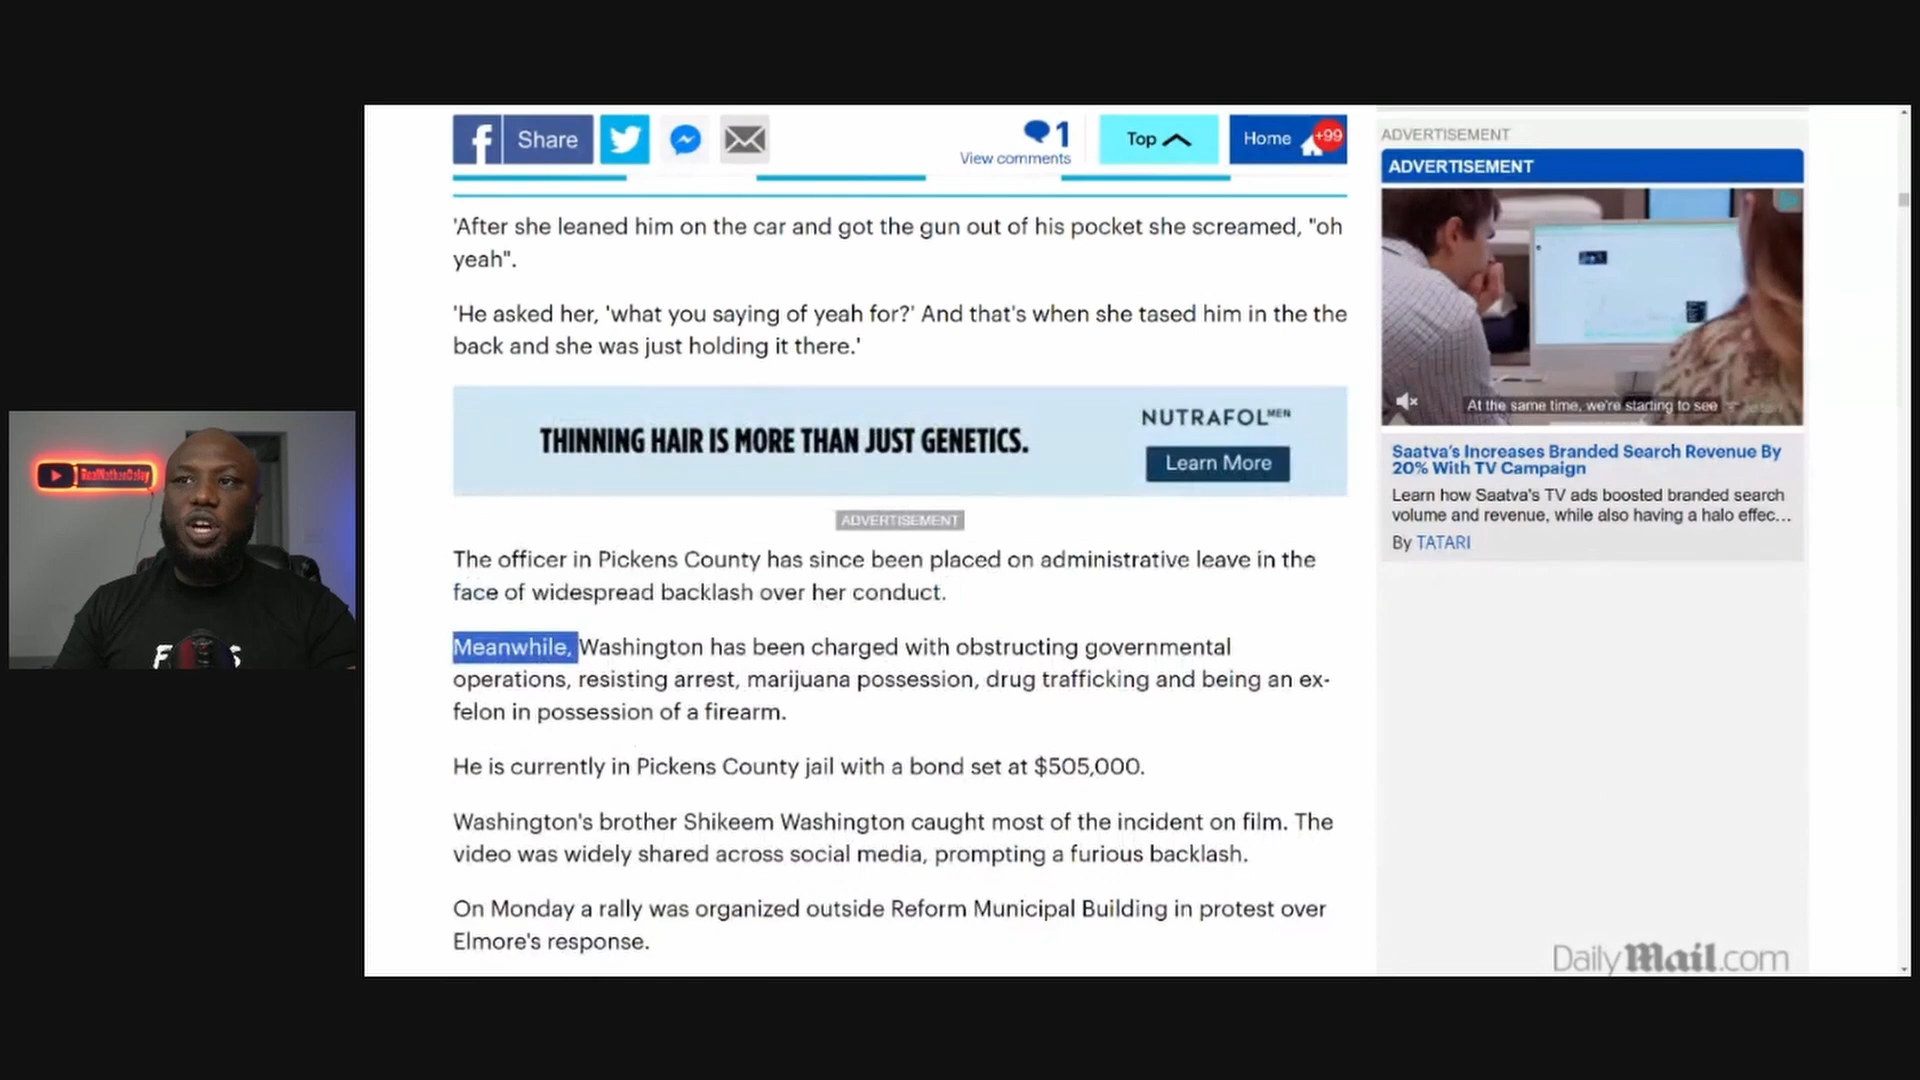 Share
1
View comments
Top
Home
+99
'After she leaned him on the car and got the gun out of his pocket she screamed, "oh
yeah".
'He asked her, 'what you saying of yeah for?' And that's when she tased him in the the
back and she was just holding it there.'
THINNING HAIR IS MORE THAN JUST GENETICS.
NUTRAFOL MEN
Learn More
ADVERTISEMENT
The officer in Pickens County has since been placed on administrative leave in the
face of widespread backlash over her conduct.
Meanwhile, Washington has been charged with obstructing governmental
operations, resisting arrest, marijuana possession, drug trafficking and being an ex-
felon in possession of a firearm.
He is currently in Pickens County jail with a bond set at $505,000.
Washington's brother Shikeem Washington caught most of the incident on film. The
video was widely shared across social media, prompting a furious backlash.
On Monday a rally was organized outside Reform Municipal Building in protest over
Elmore's response.
ADVERTISEMENT
ADVERTISEMENT
At the same time, we're starting to see
Saatva's Increases Branded Search Revenue By
20% With TV Campaign
Learn how Saatva's TV ads boosted branded search
volume and revenue, while also having a halo effec...
By TATARI
DailyMail.com
RealNathanDaley